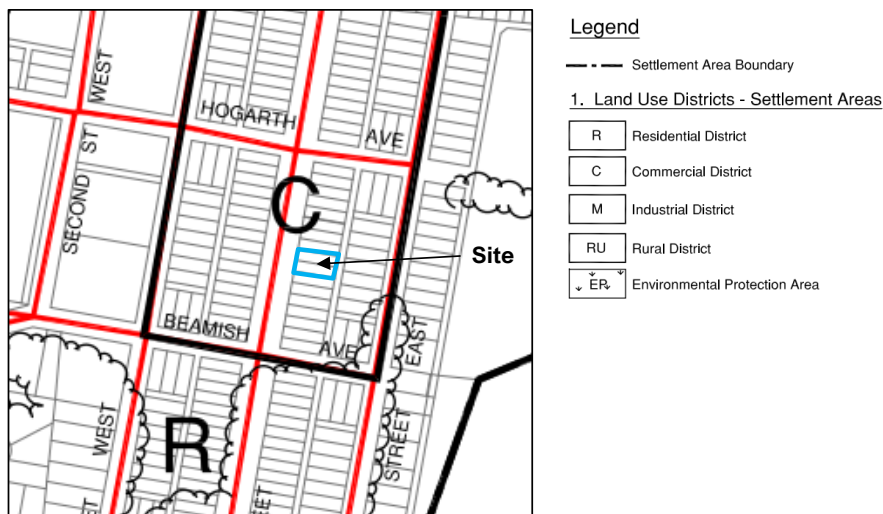 WEST
HOGARTH
AVE
SECOND ST
C
Site
BEAMISH
AVE
EAST
WEST
R
STREET
Legend
Settlement Area Boundary
1. Land Use Districts - Settlement Areas
R Residential District
C Commercial District
M Industrial District
RU Rural District
EP Environmental Protection Area